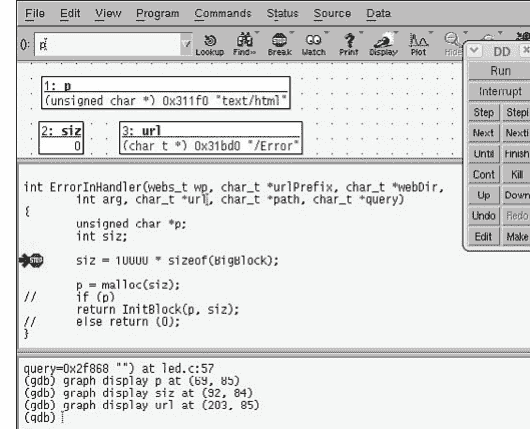 File Edit View Program Commands Status Source Data
(): p
Lookup Find» Break Watch Print Display Plot Hide
DD
Run
Interrupt
Step Stepi
Next Nexti
Until Finish
Cont Kill
Up Down
Undo Redo
Edit Make
1: p
(unsigned char *) 0x311f0 "text/html"
2: siz
0
3: url
(char_t *) 0x31bd0 "/Error"
int ErrorInHandler(webs_t wp, char_t *urlPrefix, char_t *webDir,
int arg, char_t *url, char_t *path, char_t *query)
{
unsigned char *p;
int siz;
STOP
siz = 10000 * sizeof(BigBlock);
p = malloc(siz);
// if (p)
return InitBlock(p, siz);
// else return (0);
}
query=0x2f868 "") at led.c:57
(gdb) graph display p at (69, 85)
(gdb) graph display siz at (92, 84)
(gdb) graph display url at (203, 85)
(gdb)